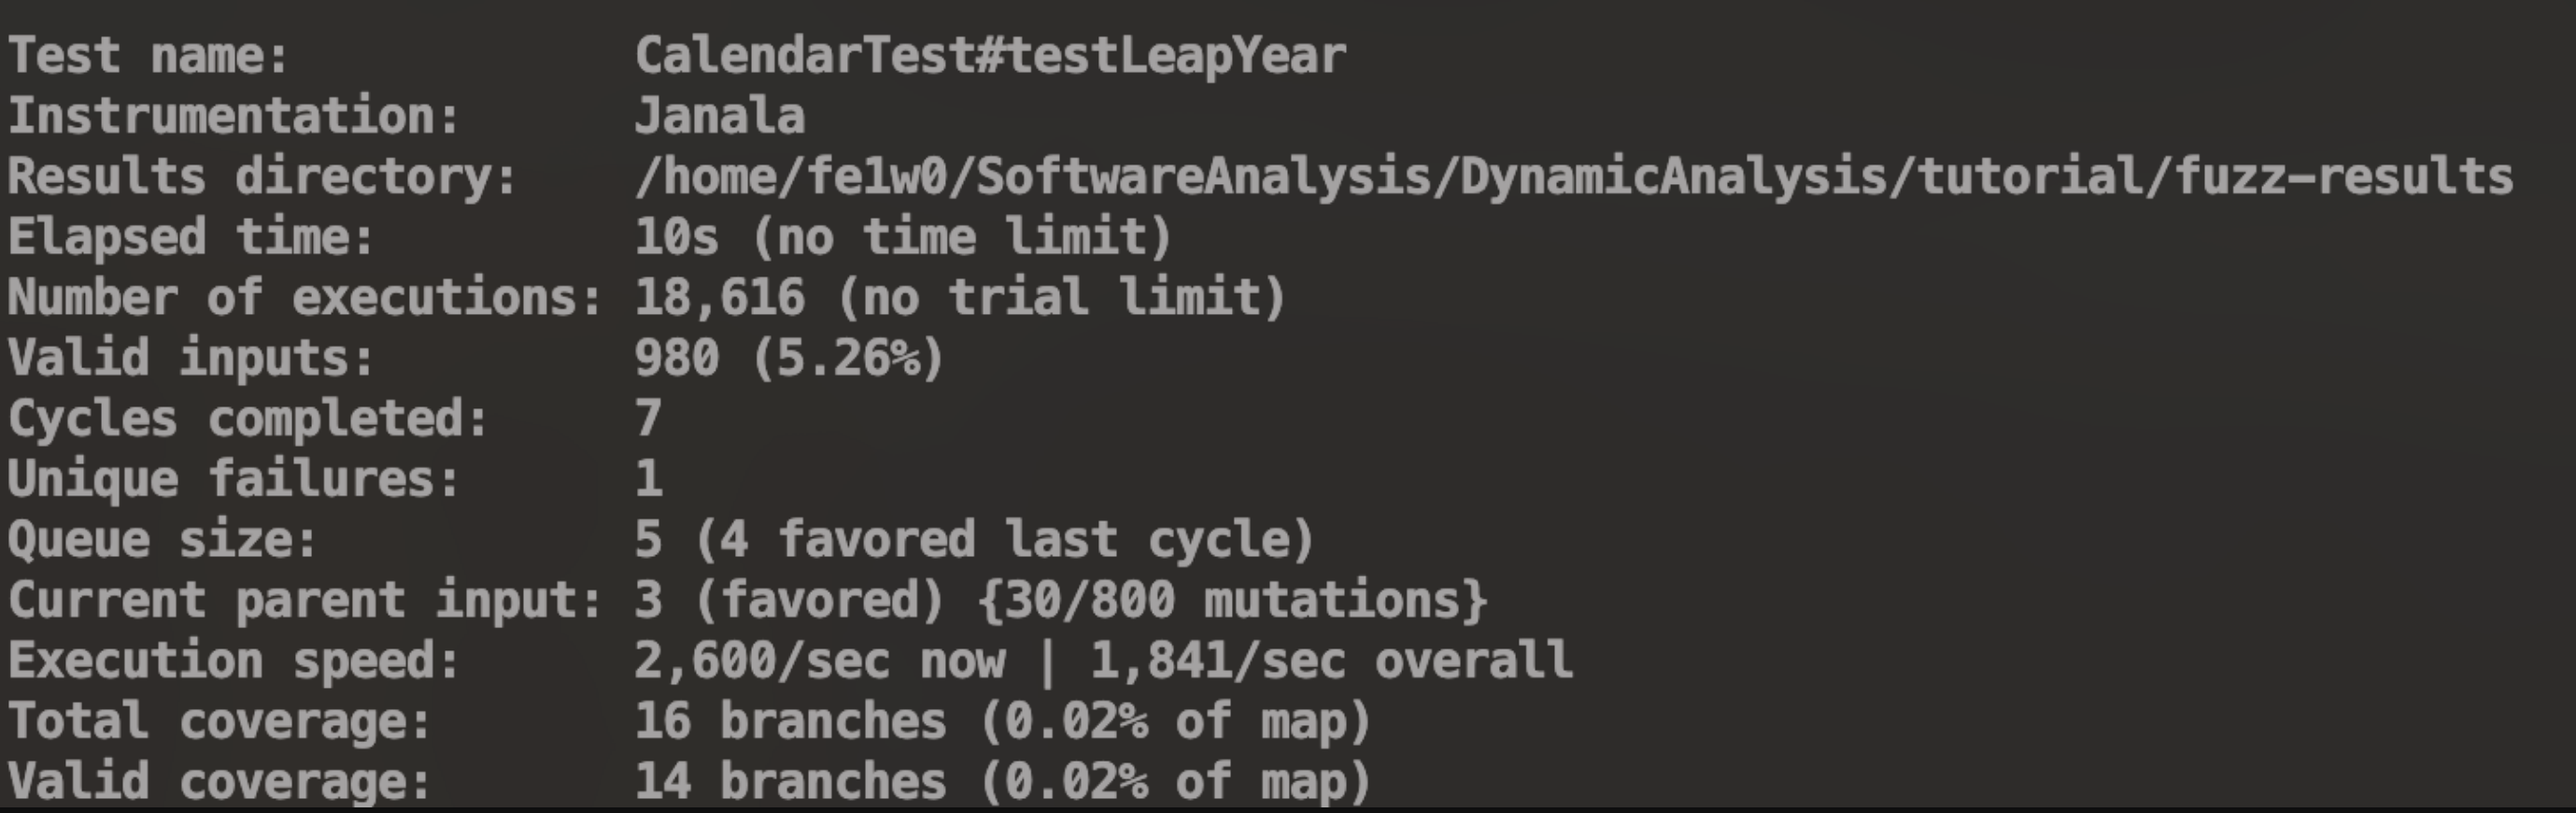 Test name:            CalendarTest#testLeapYear
Instrumentation:      Janala
Results directory:    /home/fe1w0/SoftwareAnalysis/DynamicAnalysis/tutorial/fuzz-results
Elapsed time:         10s (no time limit)
Number of executions: 18,616 (no trial limit)
Valid inputs:         980 (5.26%)
Cycles completed:     7
Unique failures:      1
Queue size:           5 (4 favored last cycle)
Current parent input: 3 (favored) {30/800 mutations}
Execution speed:      2,600/sec now | 1,841/sec overall
Total coverage:       16 branches (0.02% of map)
Valid coverage:       14 branches (0.02% of map)